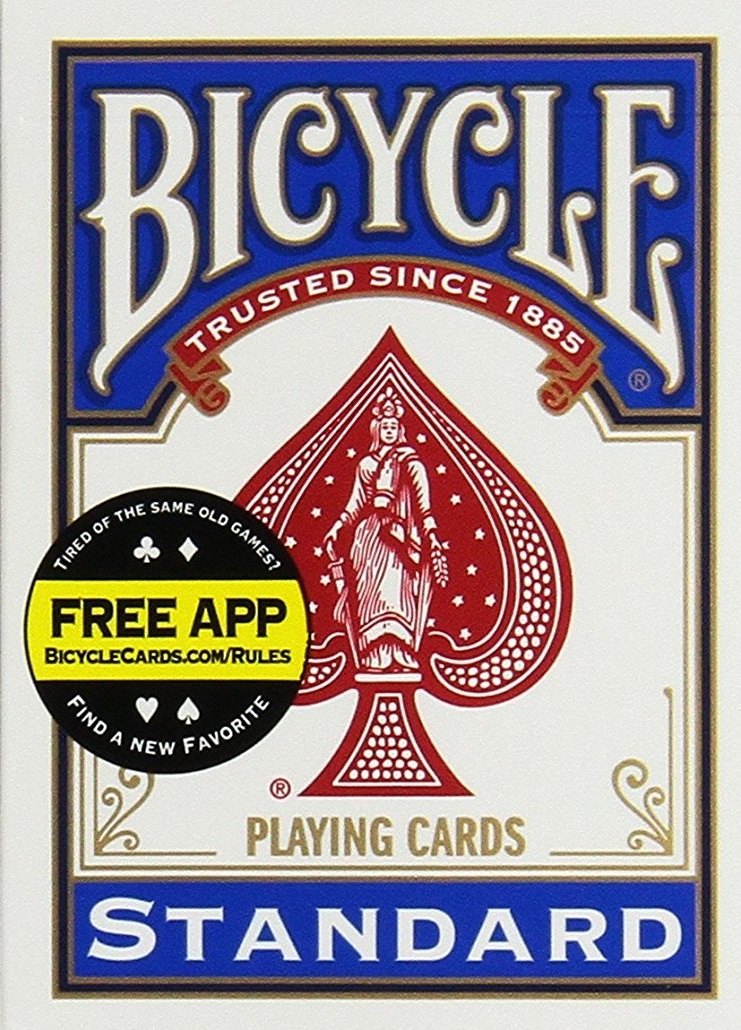 BICYCLE
®
TRUSTED SINCE 1885
TIRED OF THE SAME OLD GAMES?
FREE APP
BICYCLECARDS.COM/RULES
FIND A NEW FAVORITE
®
PLAYING CARDS
STANDARD